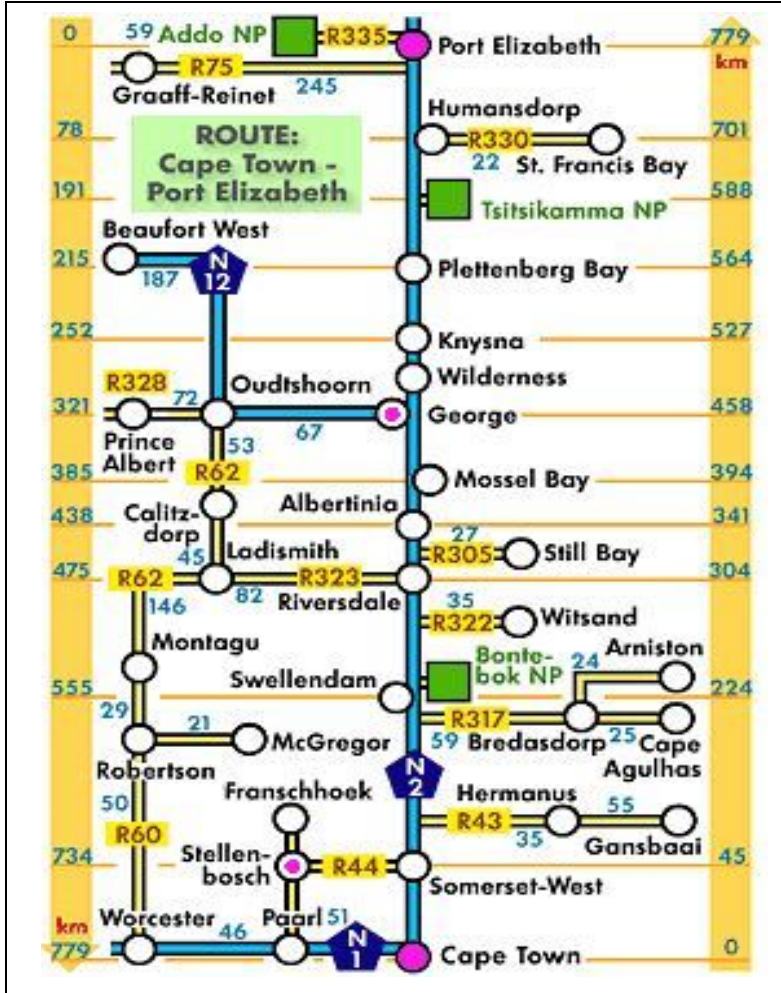 0
59
Addo NP
R335
Port Elizabeth
779
km
R75
245
Graaff-Reinet
Humansdorp
78
R330
701
22
St. Francis Bay
ROUTE:
Cape Town -
Port Elizabeth
191
588
Tsitsikamma NP
Beaufort West
215
187
N
12
Plettenberg Bay
564
252
Knysna
527
Wilderness
R328
72
Oudtshoorn
321
67
George
458
Prince
Albert
53
R62
385
Mossel Bay
394
Calitz-
dorp
Albertinia
438
341
27
R305
Still Bay
45
Ladismith
475
R62
R323
304
146
82
Riversdale
35
R322
Witsand
Montagu
Bonte-
bok NP
24
Arniston
Swellendam
555
224
29
21
R317
59
Bredasdorp
25
Cape
Agulhas
McGregor
Robertson
N
2
50
Franschhoek
Hermanus
55
R60
R43
35
Gansbaai
734
Stellen-
bosch
R44
45
Somerset-West
km
Worcester
46
Paarl
51
N
1
779
Cape Town
0